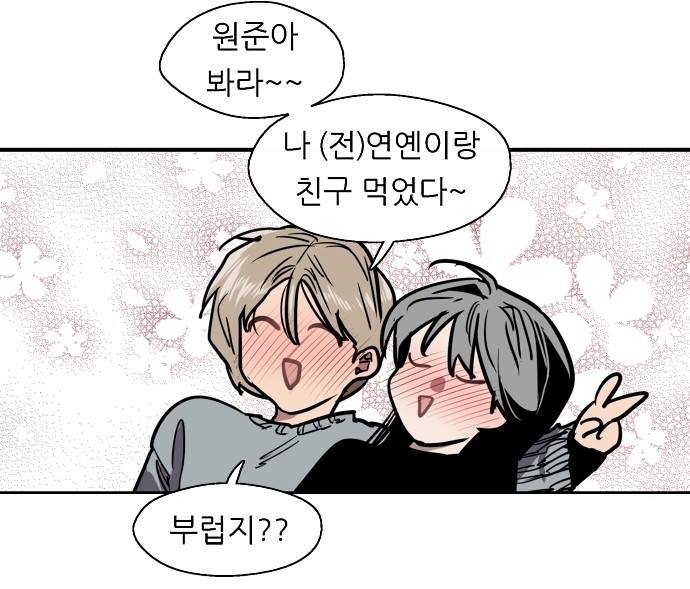 원준아
봐라~~
나 (전)연옌이랑
친구 먹었다~
부럽지??